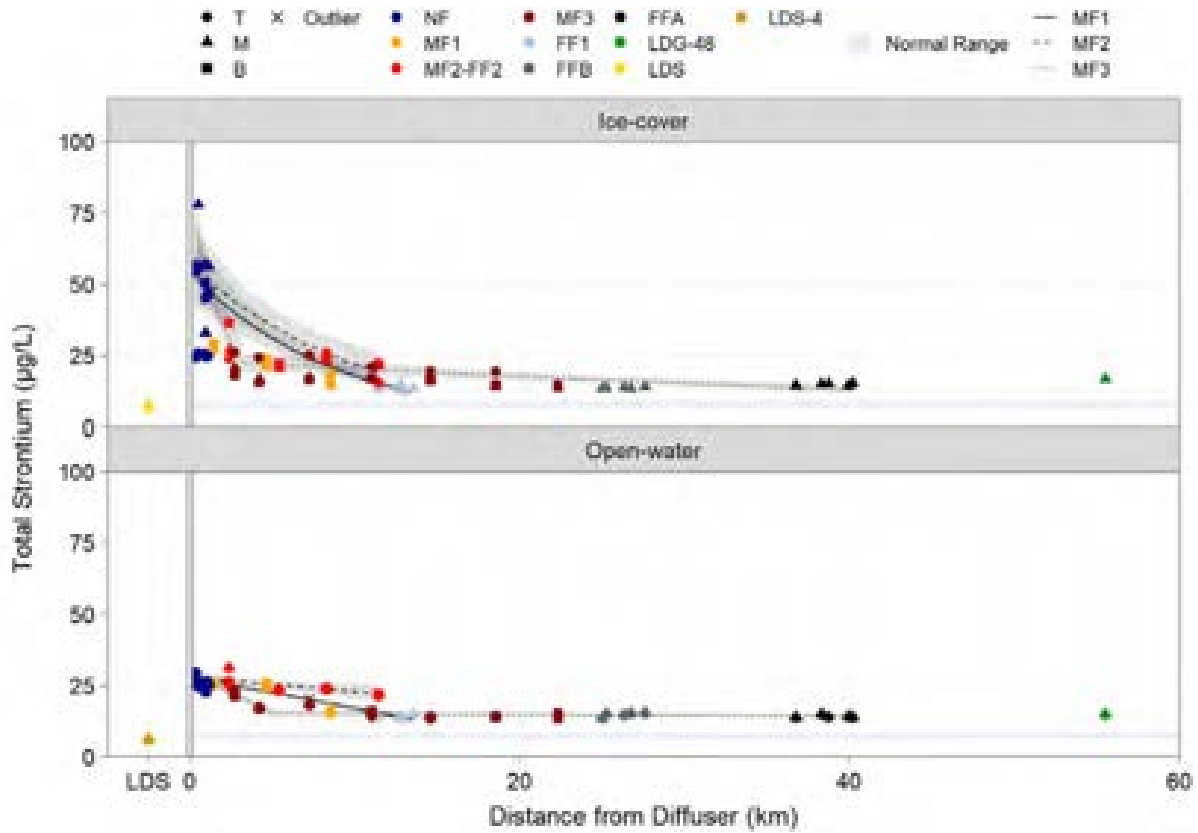 T × Outlier NF MF3 FFA LDS-4 MF1
M MF1 FF1 LDG-48 Normal Range MF2
B MF2-FF2 FFB LDS MF3
Ice-cover
100
75
50
25
0
Open-water
100
75
50
25
0
Total Strontium (µg/L)
LDS 0 20 40 60
Distance from Diffuser (km)